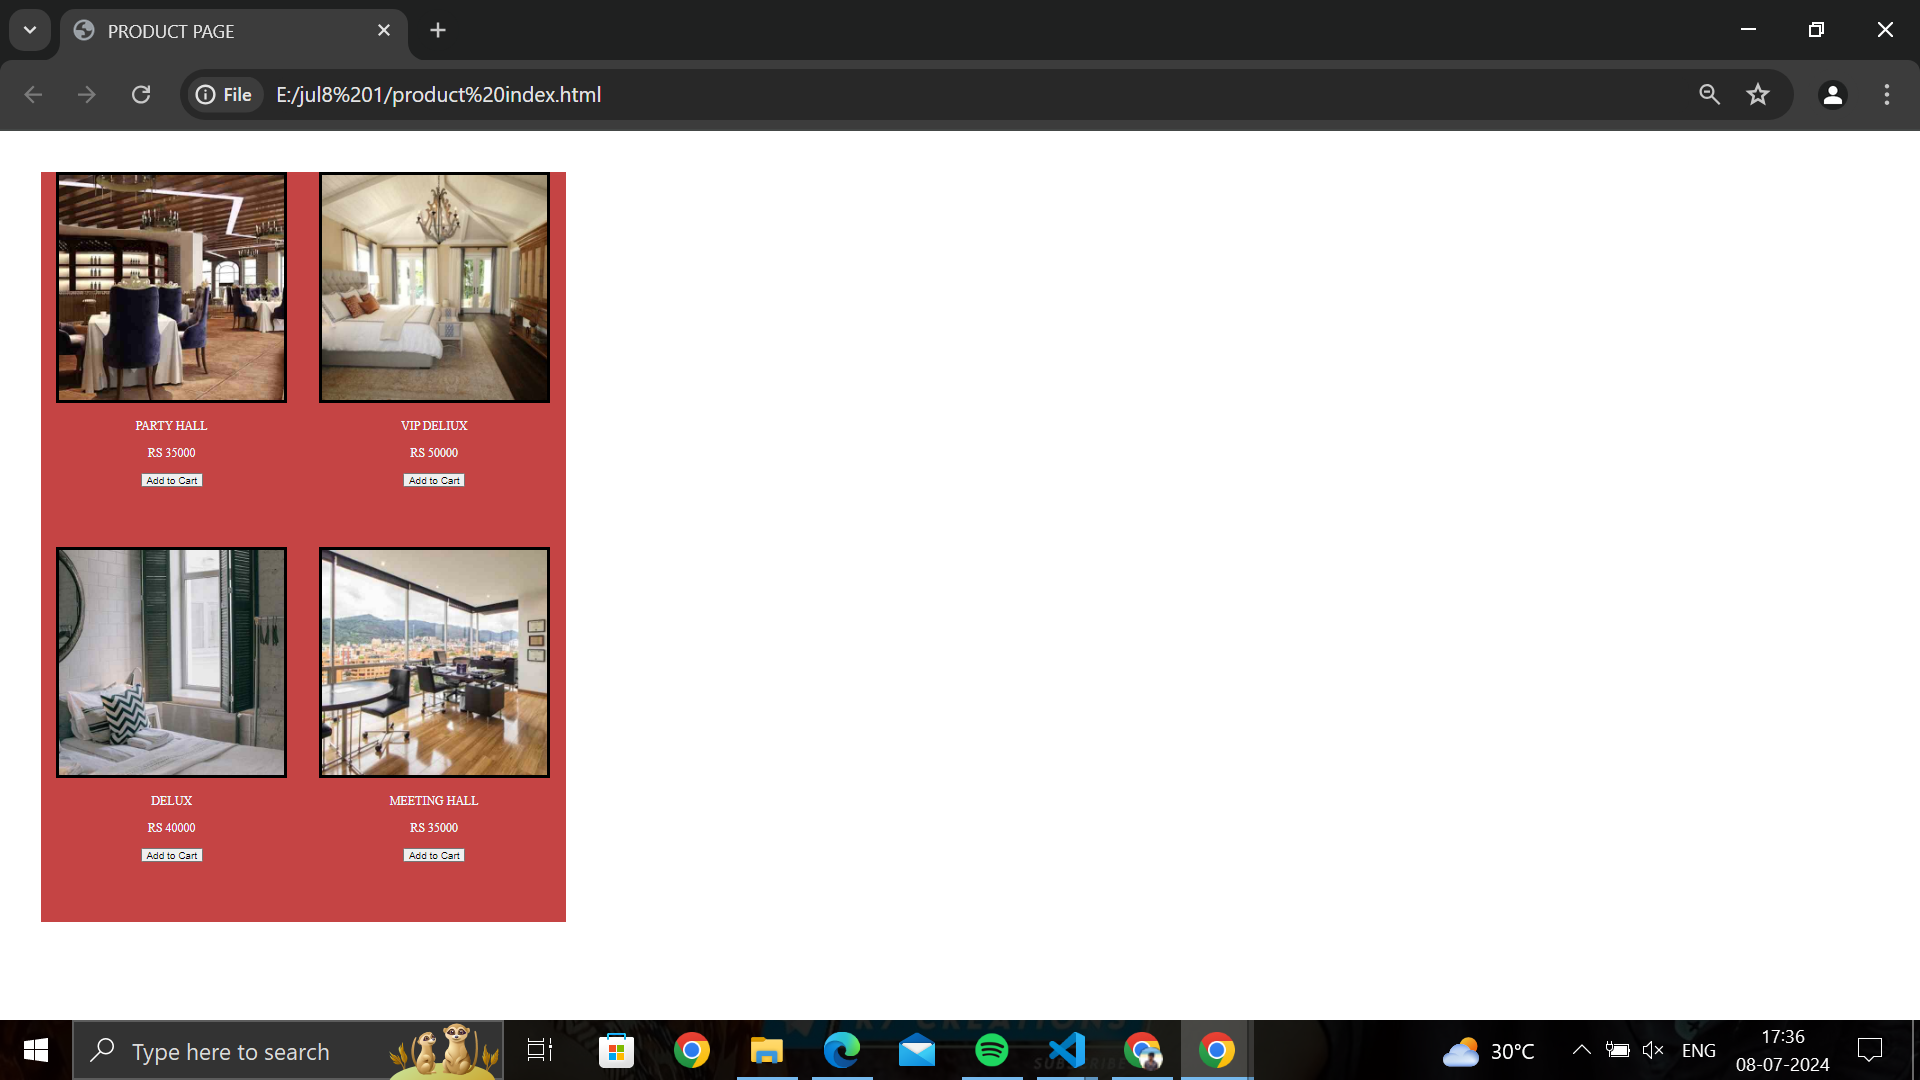 PRODUCT PAGE
File
E:/jul8%201/product%20index.html
PARTY HALL
VIP DELIUX
RS 35000
RS 50000
Add to Cart
Add to Cart
DELUX
MEETING HALL
RS 40000
RS 35000
Add to Cart
Add to Cart
Type here to search
SUBSCRIBE
30°C
ENG
17:36
08-07-2024